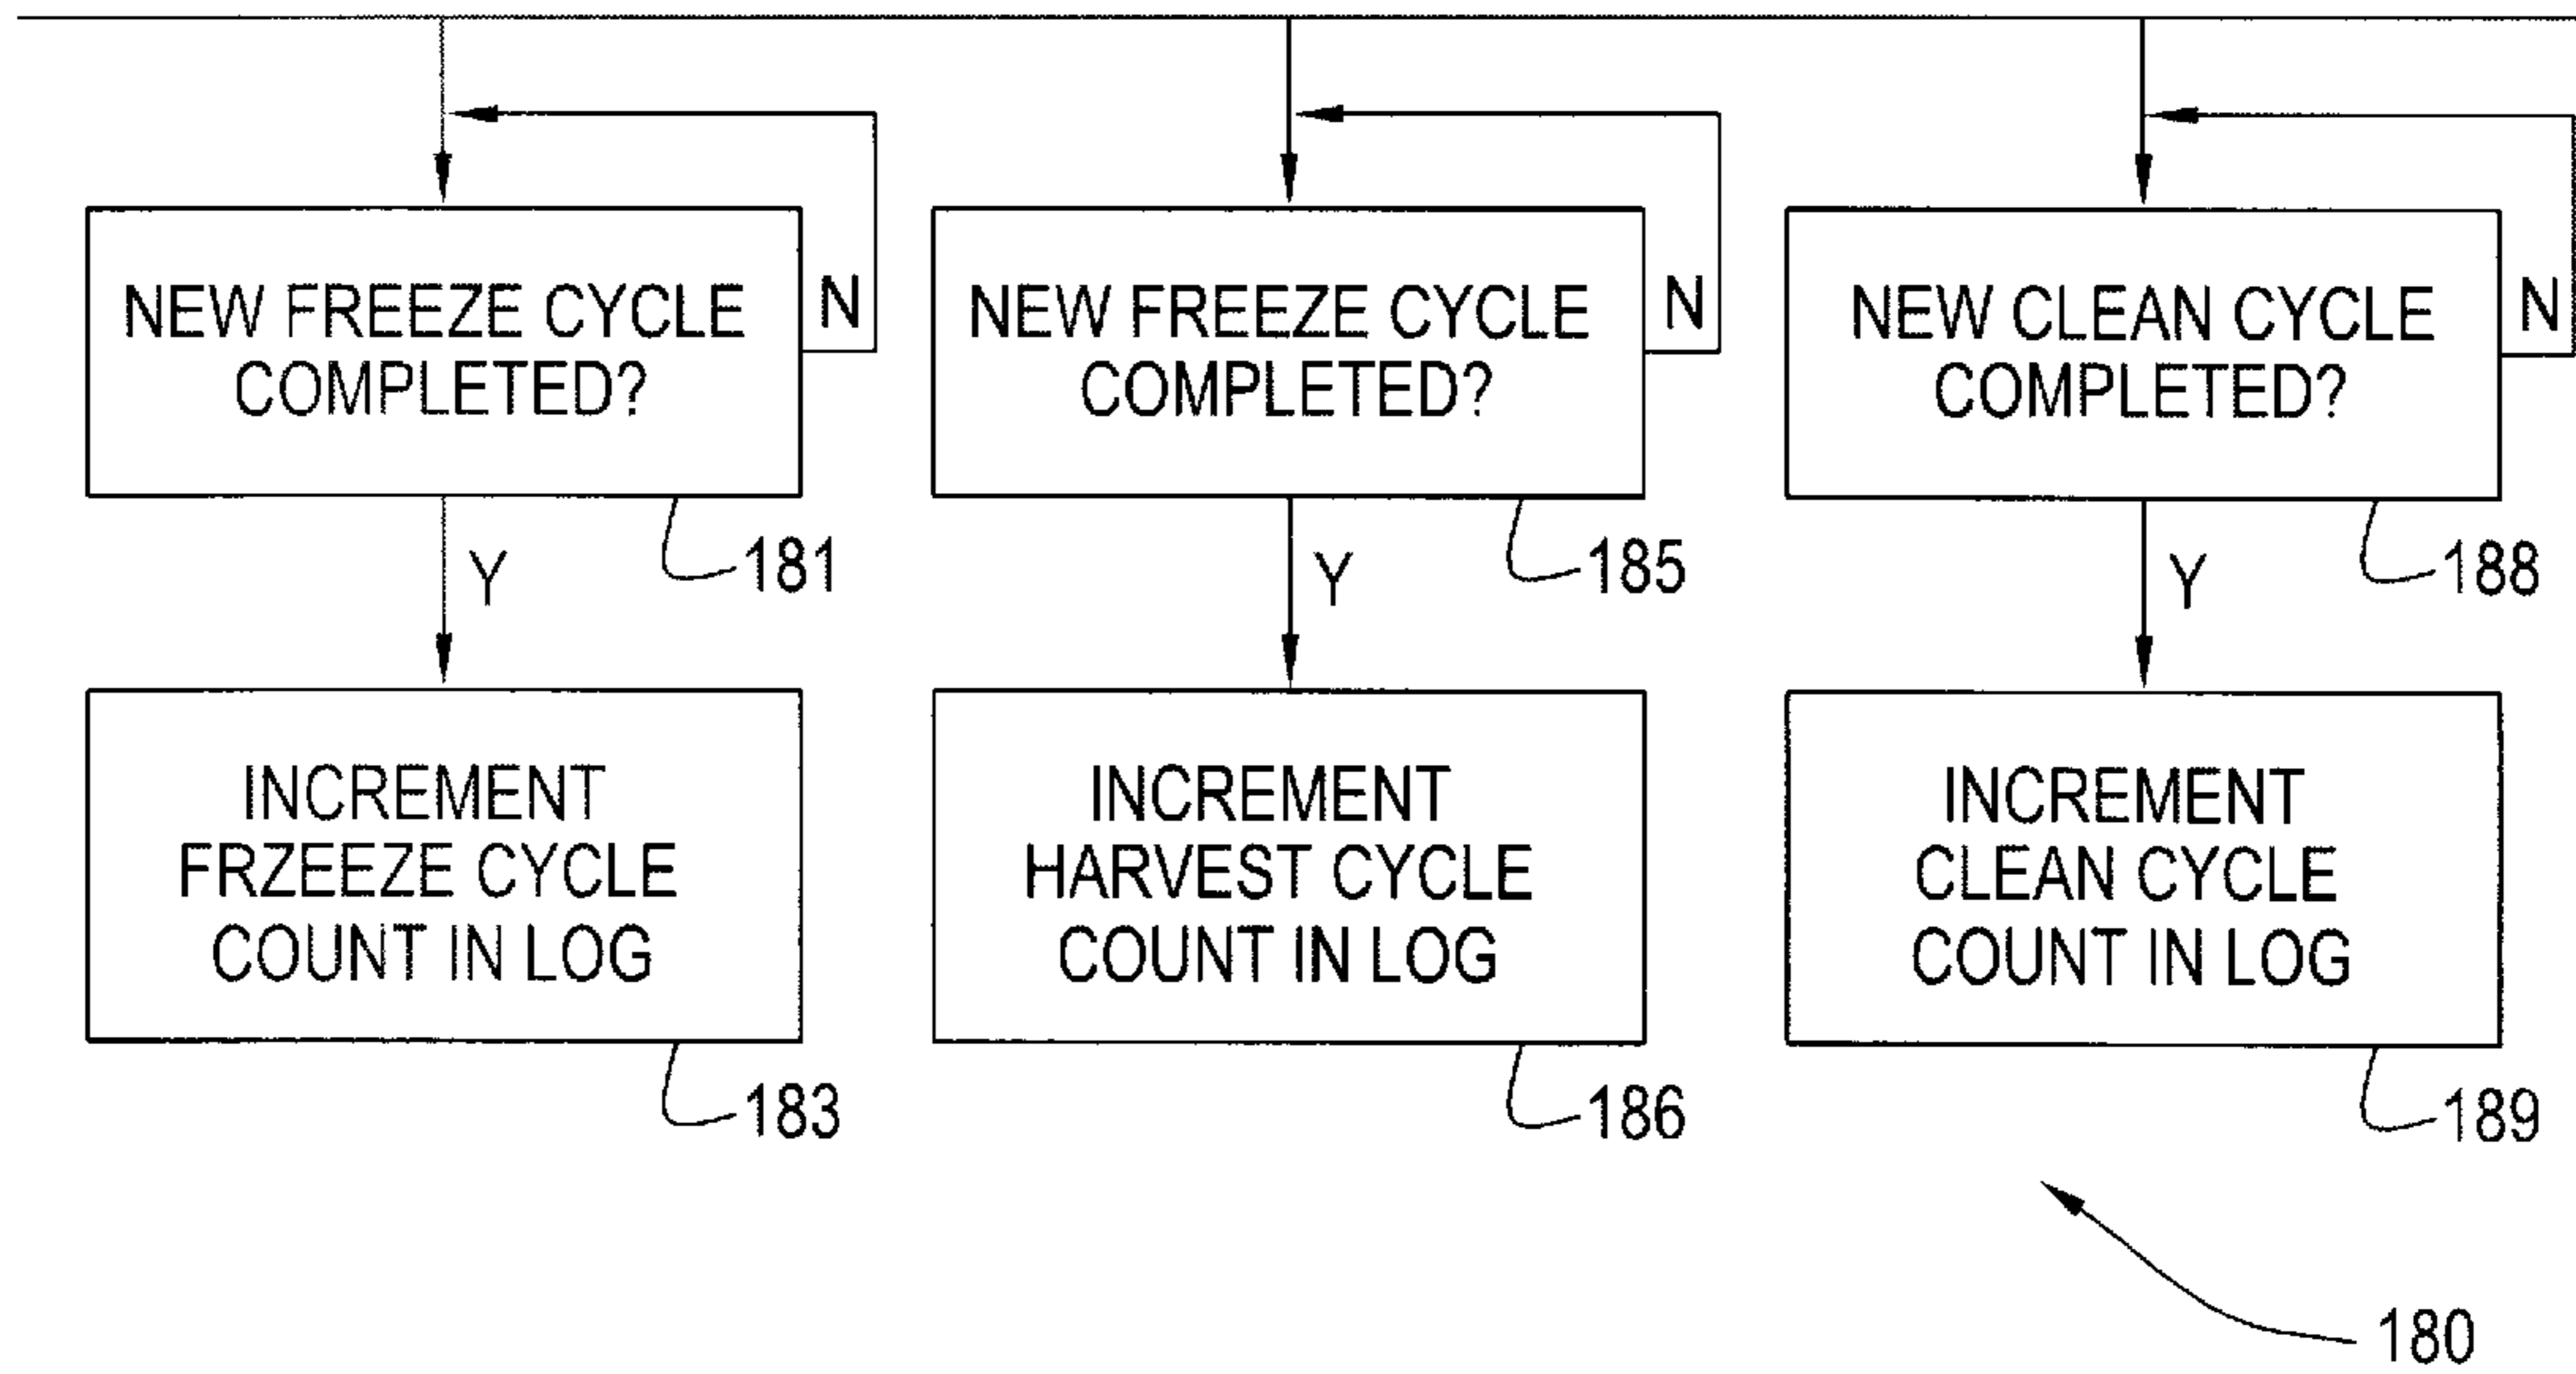 NEW FREEZE CYCLE
COMPLETED?
N
181
Y
INCREMENT
FRZEEZE CYCLE
COUNT IN LOG
183
NEW FREEZE CYCLE
COMPLETED?
N
185
Y
INCREMENT
HARVEST CYCLE
COUNT IN LOG
186
NEW CLEAN CYCLE
COMPLETED?
N
188
Y
INCREMENT
CLEAN CYCLE
COUNT IN LOG
189
180